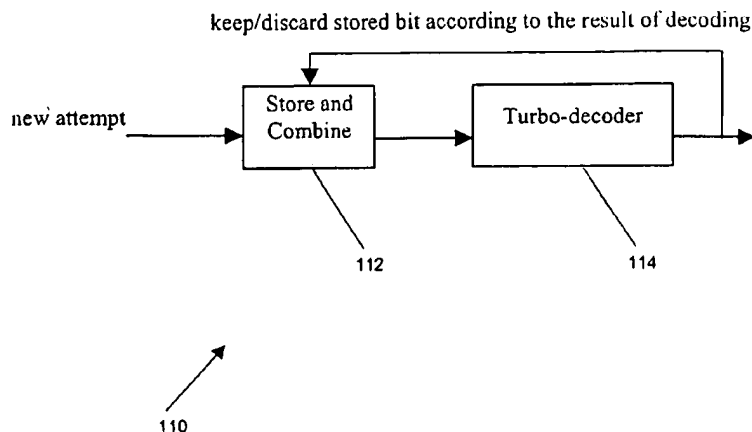 keep/discard stored bit according to the result of decoding
new attempt
Store and
Combine
Turbo-decoder
112
114
110